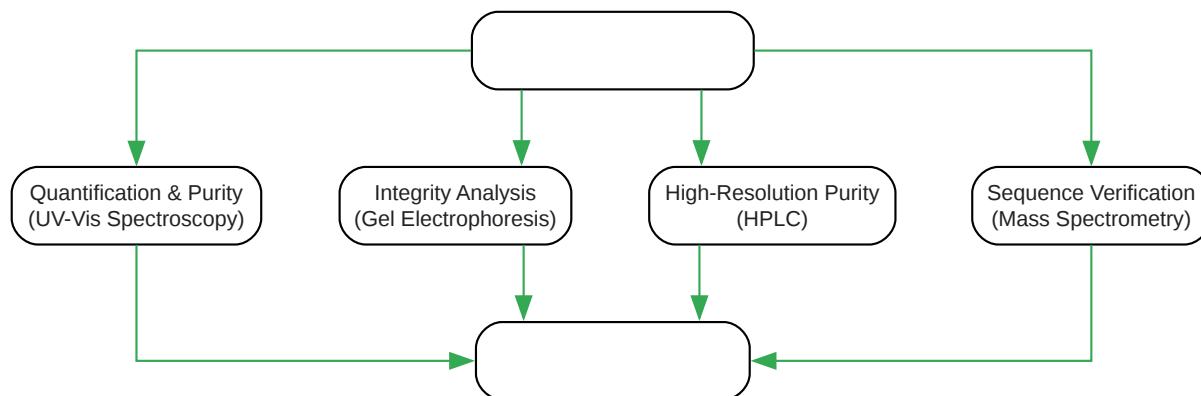 Quantification & Purity
(UV-Vis Spectroscopy)
Integrity Analysis
(Gel Electrophoresis)
High-Resolution Purity
(HPLC)
Sequence Verification
(Mass Spectrometry)